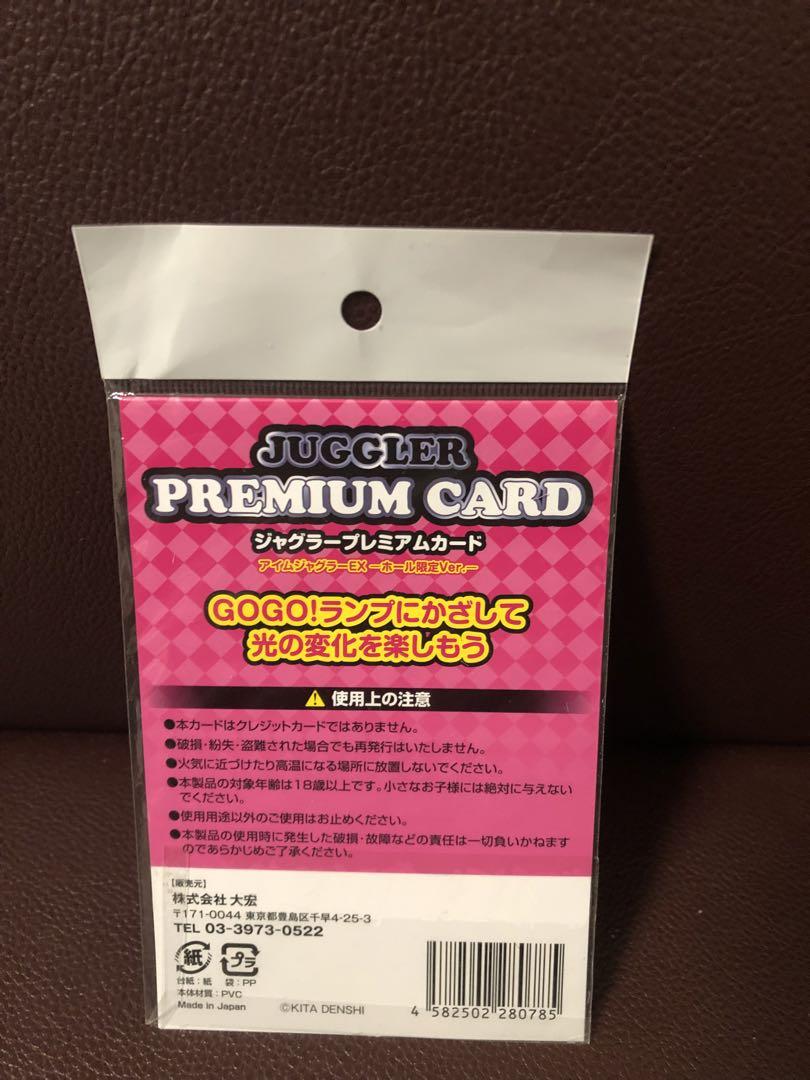 JUGGLER
PREMIUM CARD
ジャグラープレミアムカード
アイムジャグラーEX ーホール限定Ver.ー
GOGO!ランプにかざして
光の変化を楽しもう
使用上の注意
●本カードはクレジットカードではありません。
●破損・紛失・盗難された場合でも再発行はいたしません。
●火気に近づけたり高温になる場所に放置しないでください。
●本製品の対象年齢は18歳以上です。小さなお子様には絶対に与えない
でください。
●使用用途以外のご使用はお止めください。
●本製品の使用時に発生した破損・故障などの責任は一切負いかねます
のであらかじめご了承ください。
【販売元】
株式会社 大宏
〒171-0044 東京都豊島区千早4-25-3
TEL 03-3973-0522
紙 プラ
台紙:紙 袋:PP
本体材質:PVC
Made in Japan
©KITA DENSHI
4 582502 280785